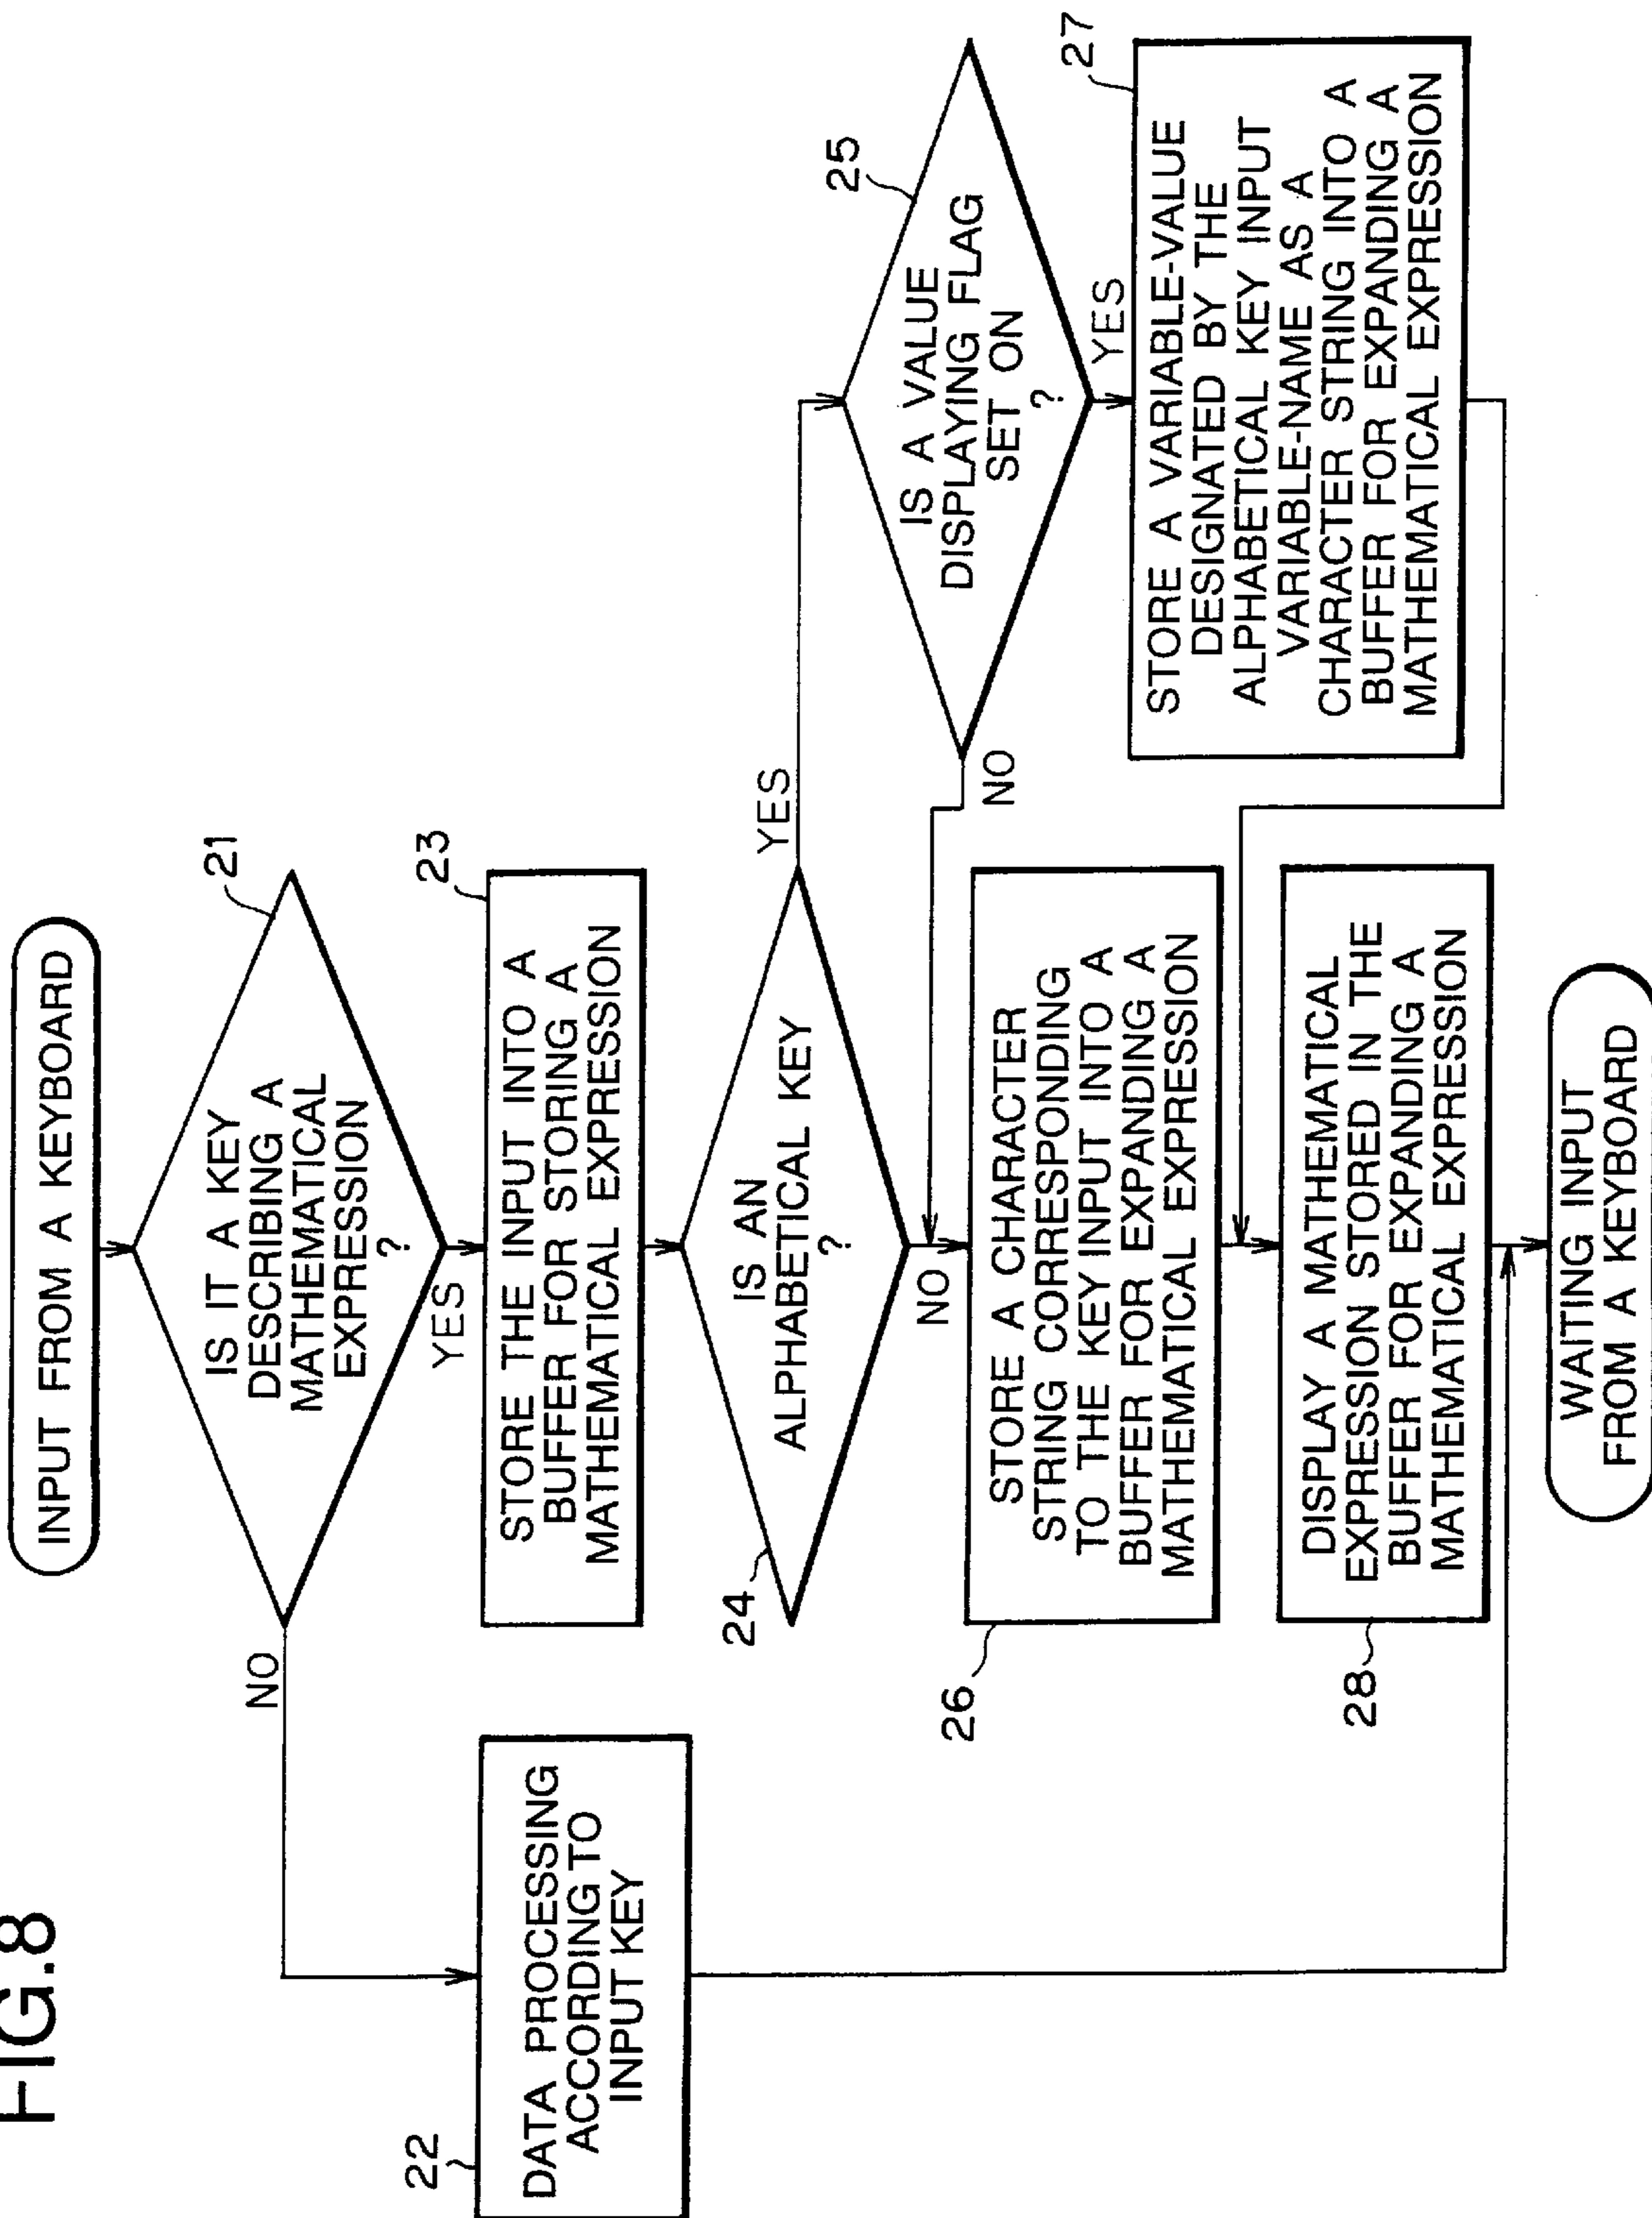 FIG.8
INPUT FROM A KEYBOARD
21
IS IT A KEY
DESCRIBING A
MATHEMATICAL
EXPRESSION
?
NO
YES
22
DATA PROCESSING
ACCORDING TO
INPUT KEY
23
STORE THE INPUT INTO A
BUFFER FOR STORING A
MATHEMATICAL EXPRESSION
24
IS AN
ALPHABETICAL KEY
?
YES
NO
25
IS A VALUE
DISPLAYING FLAG
SET ON
?
NO
YES
26
STORE A CHARACTER
STRING CORRESPONDING
TO THE KEY INPUT INTO A
BUFFER FOR EXPANDING A
MATHEMATICAL EXPRESSION
27
STORE A VARIABLE-VALUE
DESIGNATED BY THE
ALPHABETICAL KEY INPUT
VARIABLE-NAME AS A
CHARACTER STRING INTO A
BUFFER FOR EXPANDING A
MATHEMATICAL EXPRESSION
28
DISPLAY A MATHEMATICAL
EXPRESSION STORED IN THE
BUFFER FOR EXPANDING A
MATHEMATICAL EXPRESSION
WAITING INPUT
FROM A KEYBOARD